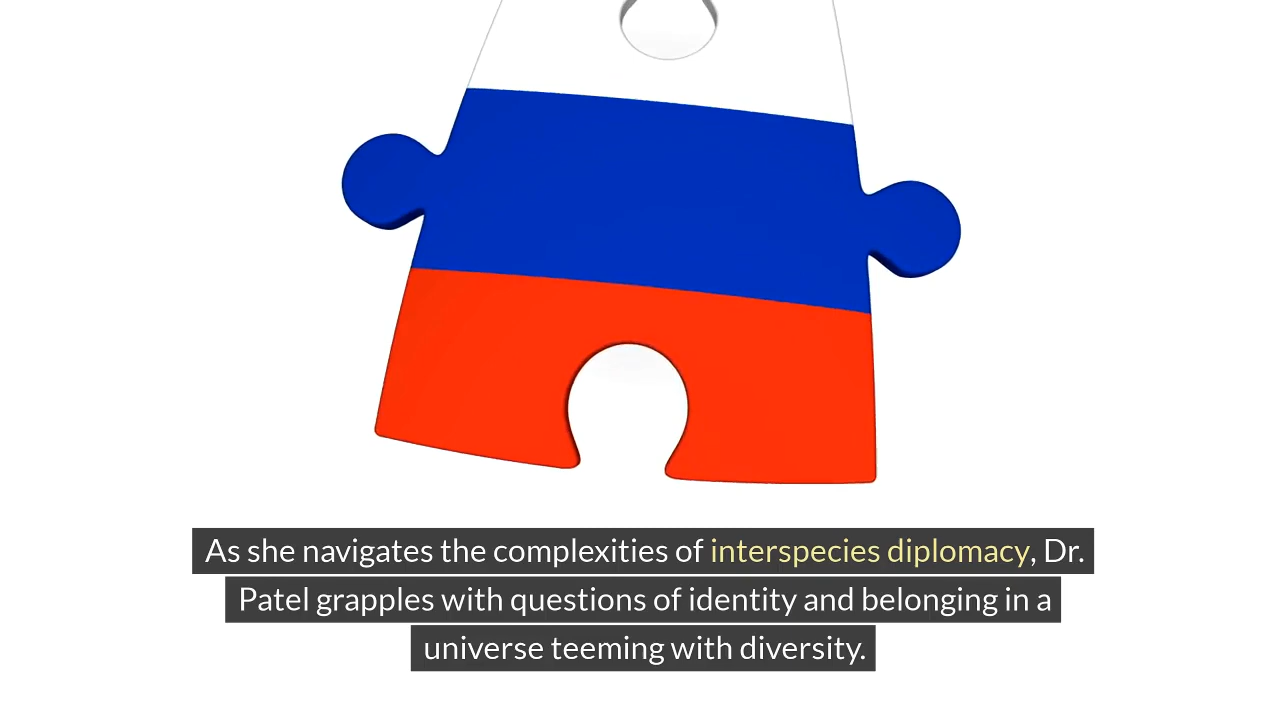 As she navigates the complexities of interspecies diplomacy, Dr.
Patel grapples with questions of identity and belonging in a
universe teeming with diversity.